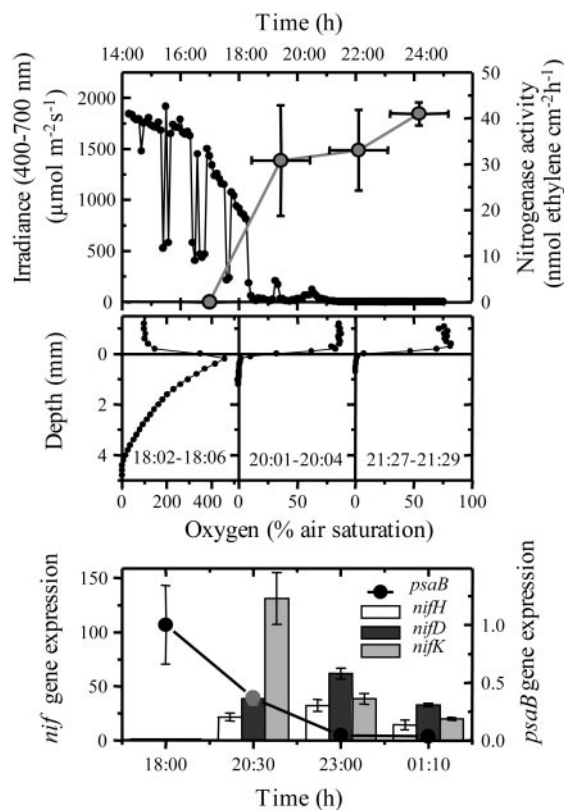 Time (h)
14:00 16:00 18:00 20:00 22:00 24:00
Irradiance (400-700 nm)
(μmol m-2s-1)
2000
1500
1000
500
0
50
40
30
20
10
0
Nitrogenase activity
(nmol ethylene cm-2h-1)
Depth (mm)
0
2
4
18:02-18:06 20:01-20:04 21:27-21:29
0 200 400 0 50 0 50 100
Oxygen (% air saturation)
nif gene expression
150
100
50
0
psaB
nifH
nifD
nifK
1.0
0.5
0.0
psaB gene expression
18:00 20:30 23:00 01:10
Time (h)